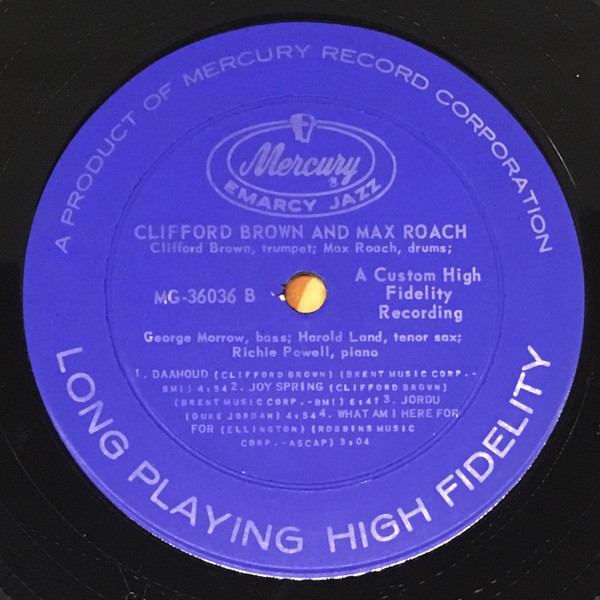 A PRODUCT OF MERCURY RECORD CORPORATION
Mercury
®
EMARCY JAZZ
CLIFFORD BROWN AND MAX ROACH
Clifford Brown, trumpet; Max Roach, drums;
MG-36036 B
A Custom High
Fidelity
Recording
George Morrow, bass; Harold Land, tenor sax;
Richie Powell, piano
1. DAAHOUD (CLIFFORD BROWN) (BRENT MUSIC CORP.-
BMI) 4:54 2. JOY SPRING (CLIFFORD BROWN)
(BRENT MUSIC CORP.-BMI) 6:41 3. JORDU
(DUKE JORDAN) 4:54 4. WHAT AM I HERE FOR
FOR (ELLINGTON) (ROBBINS MUSIC
CORP.-ASCAP) 3:04
LONG PLAYING HIGH FIDELITY